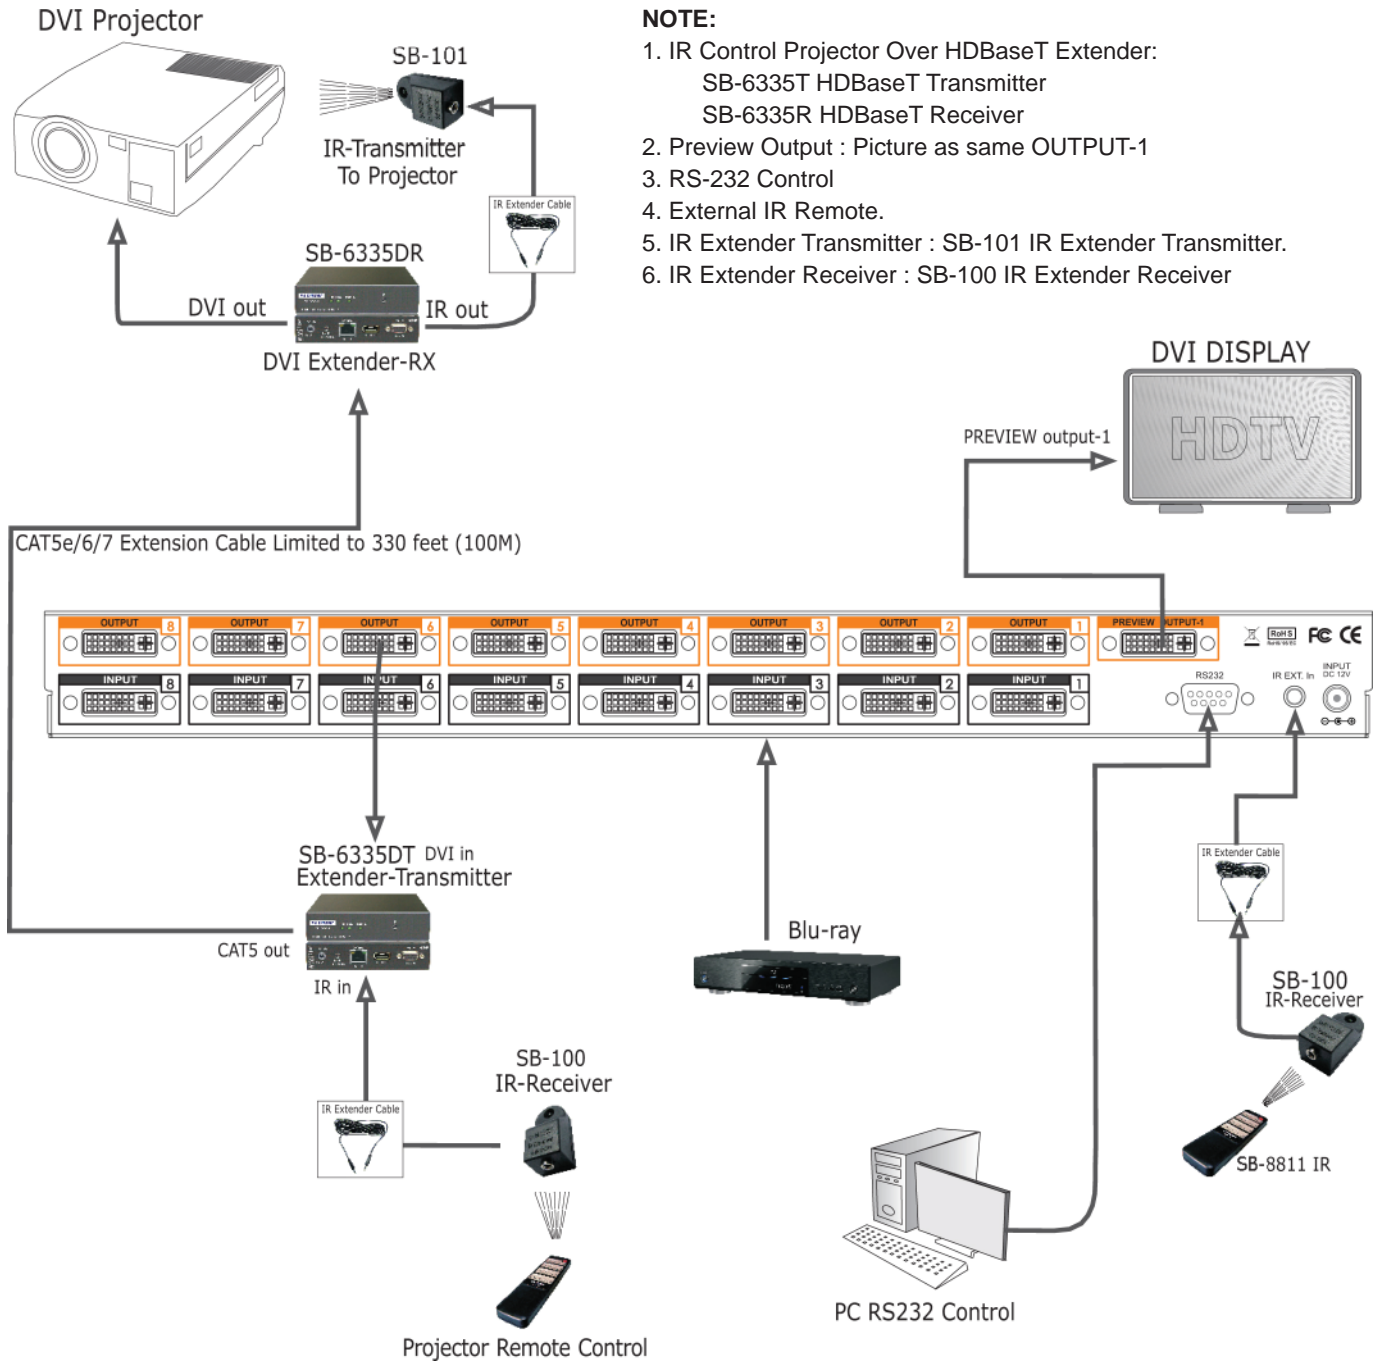 DVI Projector
SB-101
IR-Transmitter
To Projector
IR Extender Cable
SB-6335DR
DVI out
IR out
DVI Extender-RX
NOTE:
1. IR Control Projector Over HDBaseT Extender:
SB-6335T HDBaseT Transmitter
SB-6335R HDBaseT Receiver
2. Preview Output : Picture as same OUTPUT-1
3. RS-232 Control
4. External IR Remote.
5. IR Extender Transmitter : SB-101 IR Extender Transmitter.
6. IR Extender Receiver : SB-100 IR Extender Receiver
DVI DISPLAY
HDTV
PREVIEW output-1
CAT5e/6/7 Extension Cable Limited to 330 feet (100M)
OUTPUT 8
OUTPUT 7
OUTPUT 6
OUTPUT 5
OUTPUT 4
OUTPUT 3
OUTPUT 2
OUTPUT 1
PREVIEW OUTPUT-1
RoHS
FC CE
INPUT 8
INPUT 7
INPUT 6
INPUT 5
INPUT 4
INPUT 3
INPUT 2
INPUT 1
RS232
IR EXT. In
INPUT
DC 12V
SB-6335DT DVI in
Extender-Transmitter
CAT5 out
IR in
Blu-ray
IR Extender Cable
SB-100
IR-Receiver
SB-8811 IR
SB-100
IR-Receiver
IR Extender Cable
Projector Remote Control
PC RS232 Control